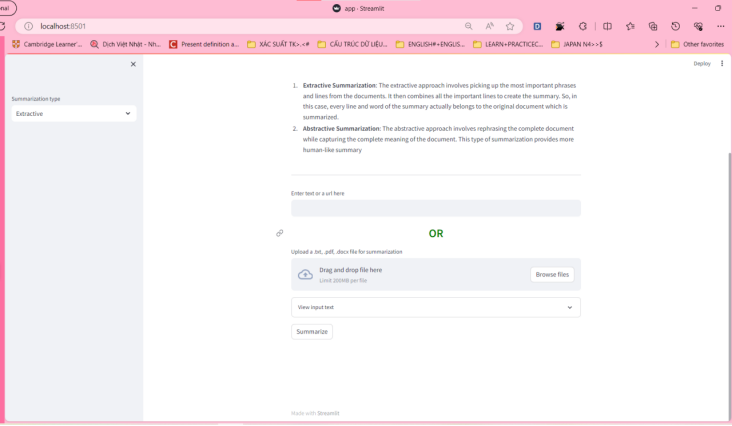 onal
app - Streamlit
localhost:8501
Cambridge Learner'...
Dịch Việt Nhật - Nh...
Present definition a...
XÁC SUẤT TK>.<#
CẤU TRÚC DỮ LIỆU...
ENGLISH#+ENGLIS...
LEARN+PRACTICEC...
JAPAN N4>>$
Other favorites
Deploy
Summarization type
Extractive
1. Extractive Summarization: The extractive approach involves picking up the most important phrases
and lines from the documents. It then combines all the important lines to create the summary. So, in
this case, every line and word of the summary actually belongs to the original document which is
summarized.
2. Abstractive Summarization: The abstractive approach involves rephrasing the complete document
while capturing the complete meaning of the document. This type of summarization provides more
human-like summary
Enter text or a url here
OR
Upload a .txt, .pdf, .docx file for summarization
Drag and drop file here
Limit 200MB per file
Browse files
View input text
Summarize
Made with Streamlit